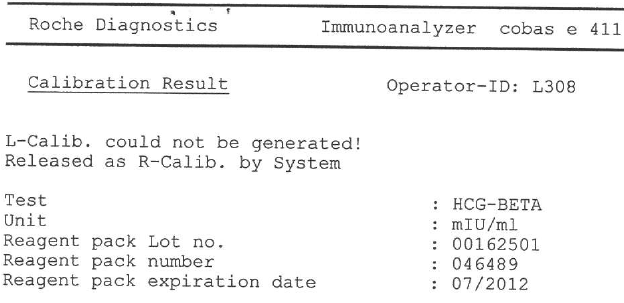 Roche Diagnostics Immunoanalyzer cobas e 411
Calibration Result Operator-ID: L308
L-Calib. could not be generated!
Released as R-Calib. by System
Test : HCG-BETA
Unit : mIU/ml
Reagent pack Lot no. : 00162501
Reagent pack number : 046489
Reagent pack expiration date : 07/2012